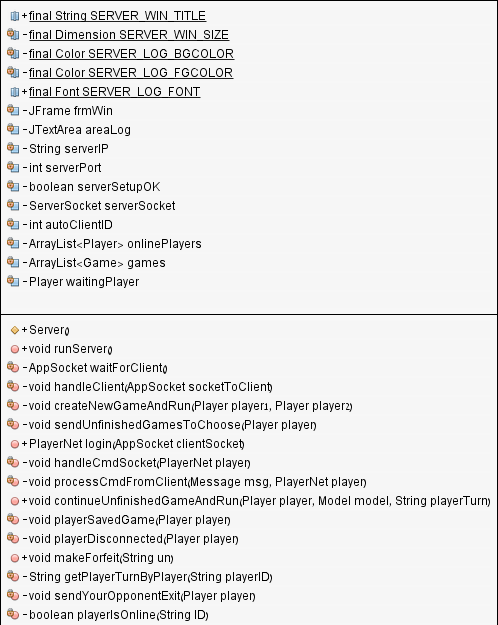 +final String SERVER_WIN_TITLE
-final Dimension SERVER_WIN_SIZE
-final Color SERVER_LOG_BGCOLOR
-final Color SERVER_LOG_FGCOLOR
+final Font SERVER_LOG_FONT
-JFrame frmWin
-JTextArea areaLog
-String serverIP
-int serverPort
-boolean serverSetupOK
-ServerSocket serverSocket
-int autoClientID
-ArrayList<Player> onlinePlayers
-ArrayList<Game> games
-Player waitingPlayer
+Server()
+void runServer()
-AppSocket waitForClient()
-void handleClient(AppSocket socketToClient)
-void createNewGameAndRun(Player player1, Player player2)
-void sendUnfinishedGamesToChoose(Player player)
+PlayerNet login(AppSocket clientSocket)
-void handleCmdSocket(PlayerNet player)
-void processCmdFromClient(Message msg, PlayerNet player)
+void continueUnfinishedGameAndRun(Player player, Model model, String playerTurn)
-void playerSavedGame(Player player)
-void playerDisconnected(Player player)
+void makeForfeit(String un)
-String getPlayerTurnByPlayer(String playerID)
-void sendYourOpponentExit(Player player)
-boolean playerIsOnline(String ID)